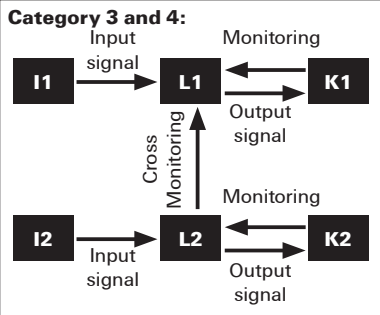 Category 3 and 4:
Input
signal
Monitoring
I1
L1
K1
Output
signal
Cross
Monitoring
Monitoring
I2
L2
K2
Input
signal
Output
signal